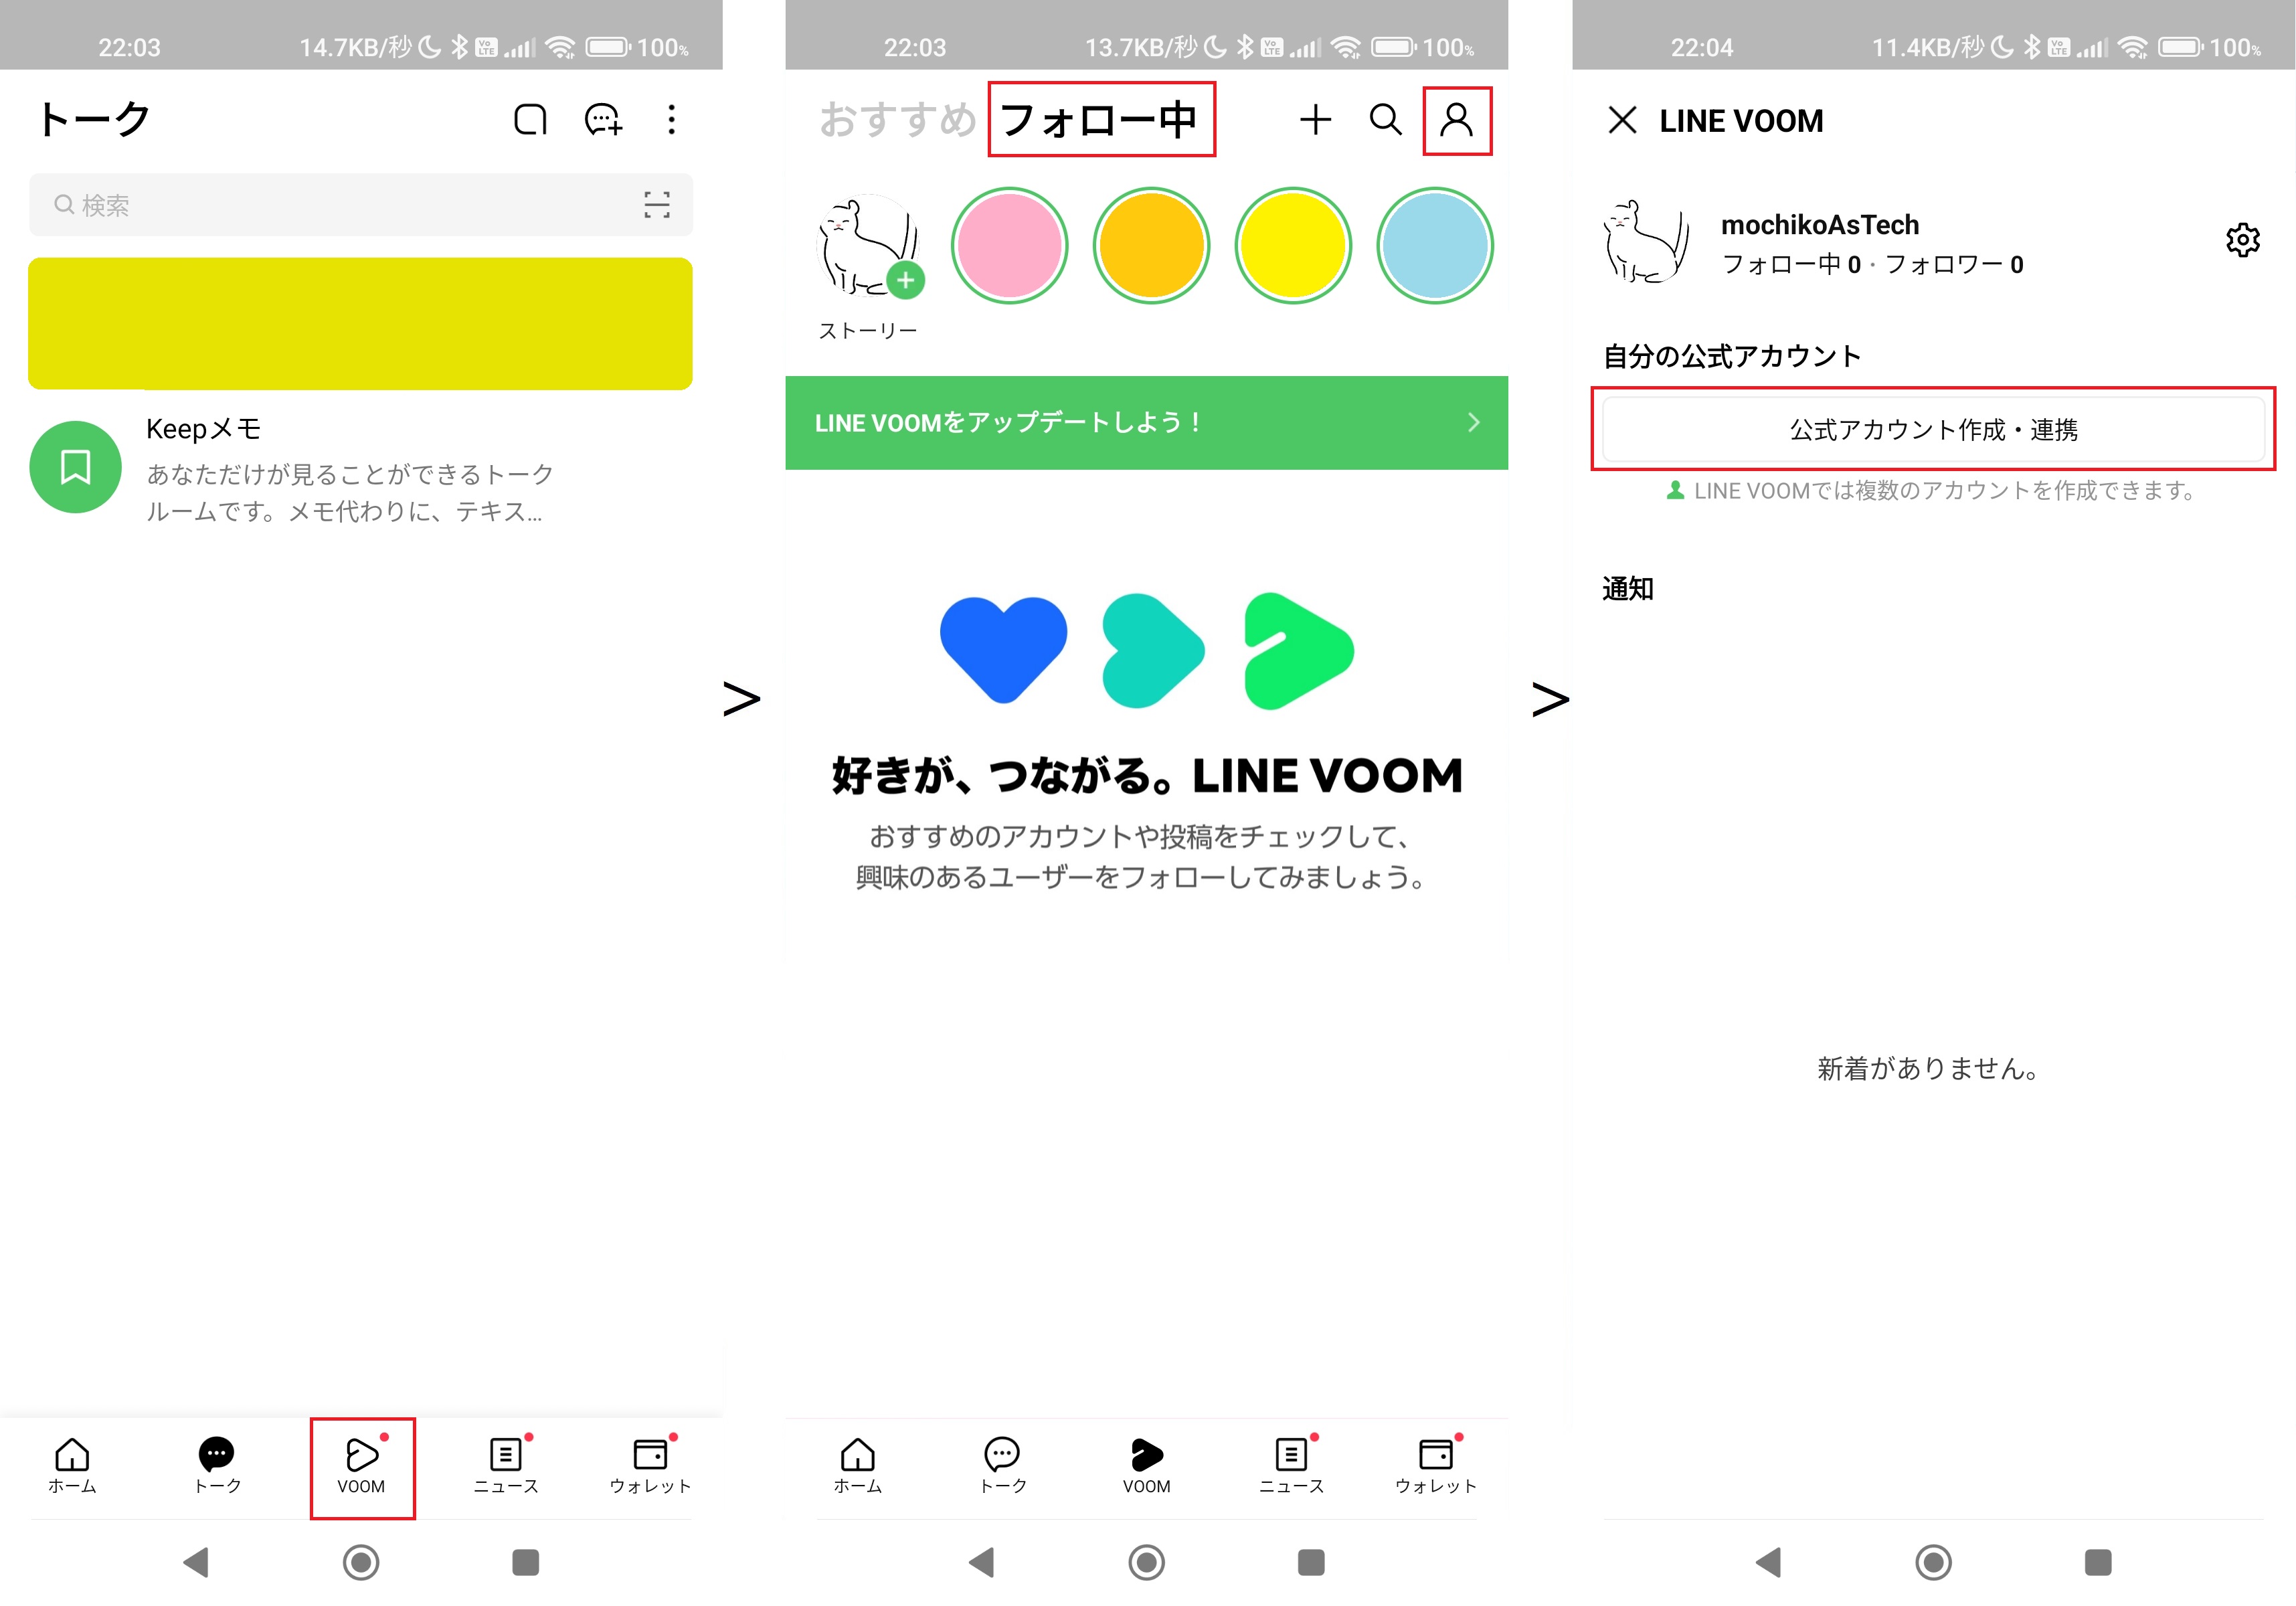 22:03 14.7KB/秒 Vo LTE 100%
トーク
検索
Keepメモ
あなただけが見ることができるトーク
ルームです。メモ代わりに、テキス...
ホーム トーク VOOM ニュース ウォレット
>
22:03 13.7KB/秒 Vo LTE 100%
おすすめ フォロー中
ストーリー
LINE VOOMをアップデートしよう！
好きが、つながる。LINE VOOM
おすすめのアカウントや投稿をチェックして、
興味のあるユーザーをフォローしてみましょう。
ホーム トーク VOOM ニュース ウォレット
>
22:04 11.4KB/秒 Vo LTE 100%
LINE VOOM
mochikoAsTech
フォロー中 0・フォロワー 0
自分の公式アカウント
公式アカウント作成・連携
LINE VOOMでは複数のアカウントを作成できます。
通知
新着がありません。